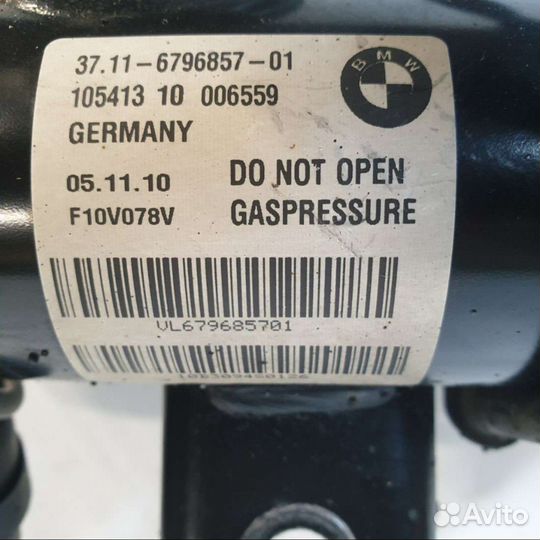 37.11-6796857-01
BMW
105413 10 006559
GERMANY
05.11.10 DO NOT OPEN
F10V078V GASPRESSURE
VL679685701
Avito